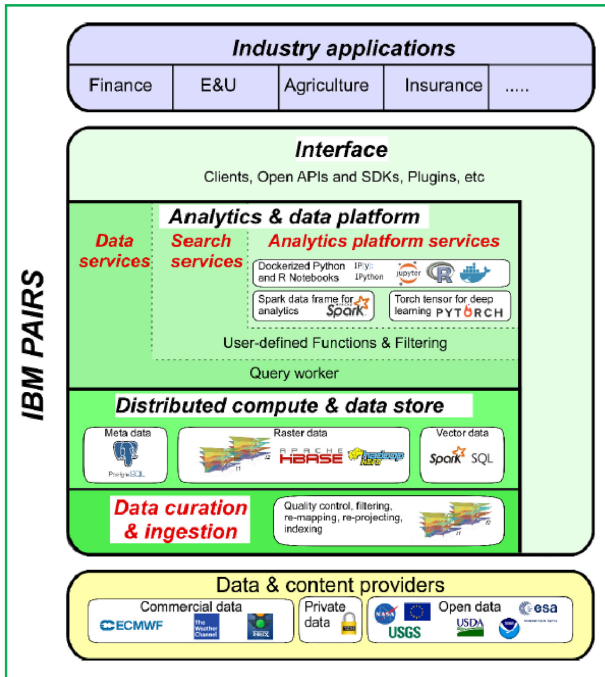 Industry applications
Finance E&U Agriculture Insurance .....
IBM PAIRS
Interface
Clients, Open APIs and SDKs, Plugins, etc
Analytics & data platform
Data services
Search services
Analytics platform services
Dockerized Python and R Notebooks
IP[y]:
IPython
jupyter
R
Spark data frame for analytics
Spark
Torch tensor for deep learning
PYTORCH
User-defined Functions & Filtering
Query worker
Distributed compute & data store
Meta data
PostgreSQL
Raster data
APACHE
HBASE
hadoop
Vector data
Spark SQL
Data curation & ingestion
Quality control, filtering,
re-mapping, re-projecting,
indexing
Data & content providers
Commercial data
ECMWF
The
Weather
Channel
Private data
Open data
NASA
USGS
USDA
esa